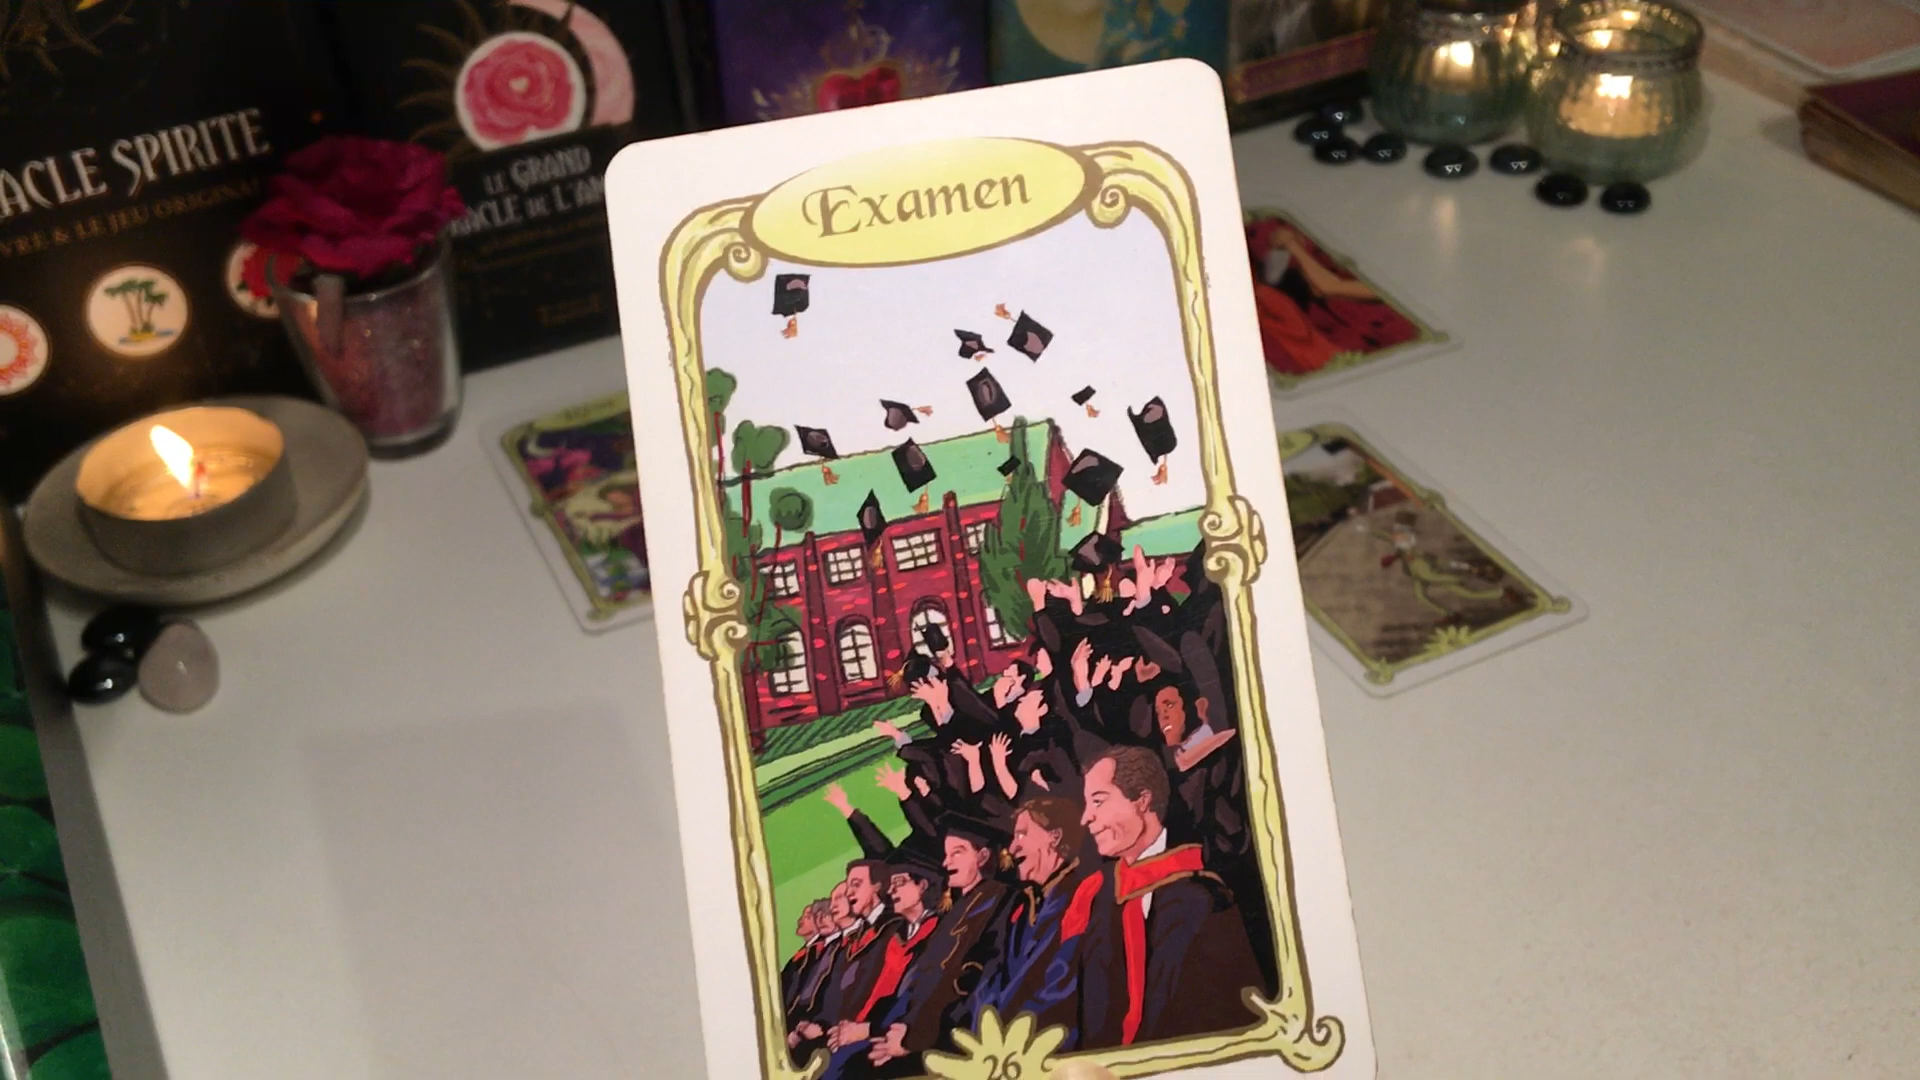 ACLE SPIRITE
VRE & LE JEU ORIGINAL
LE GRAND
ACLE DE L'AM
Examen
26